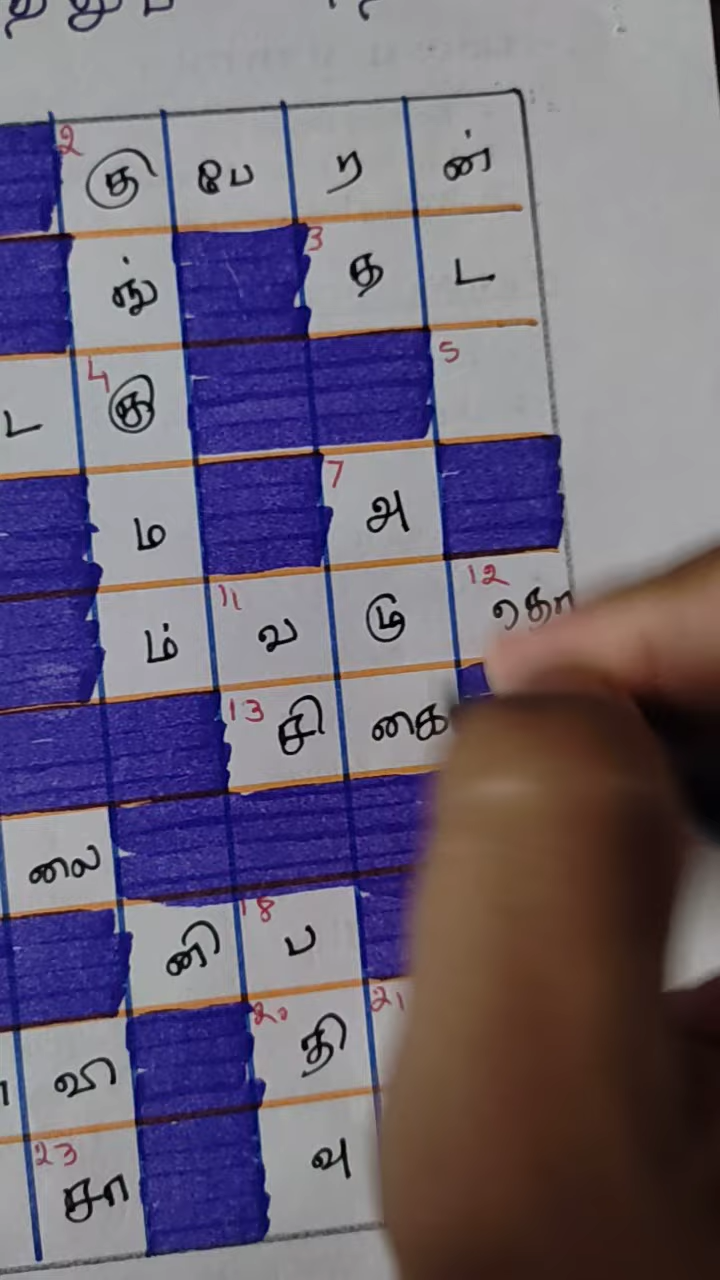 2 கு பே ர ன்
ங் 3 த ட
ட 4 கு 5
ம 7 அ
ம் 11 வ டு 12 தொ
13 சி கை
லை
னி 18 ப
வி 20 தி 21
23 சா வ